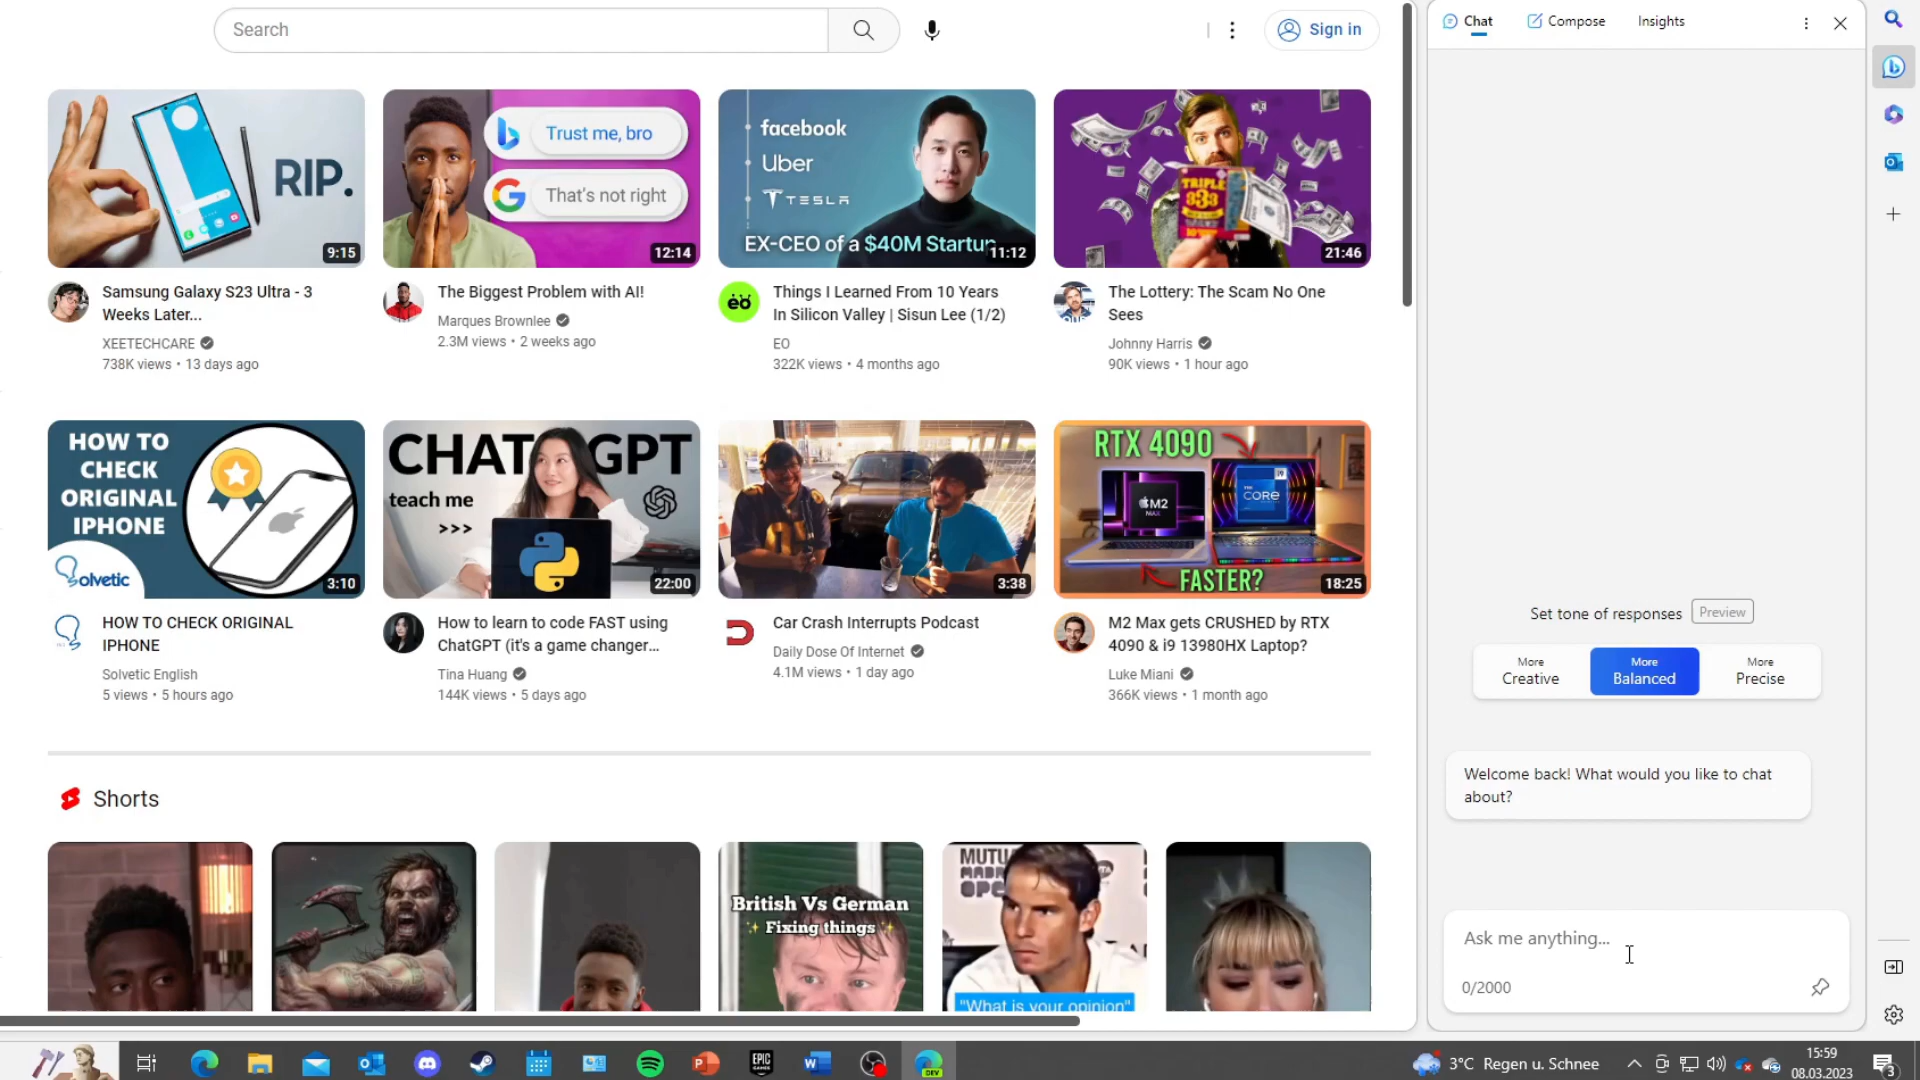 Search
Sign in
Chat
Compose
Insights
RIP.
9:15
Trust me, bro
That's not right
12:14
facebook
Uber
TESLA
EX-CEO of a $40M Startup
11:12
TRIPLE
333
21:46
Samsung Galaxy S23 Ultra - 3
Weeks Later...
XEETECHCARE
738K views • 13 days ago
The Biggest Problem with AI!
Marques Brownlee
2.3M views • 2 weeks ago
ēō
Things I Learned From 10 Years
In Silicon Valley | Sisun Lee (1/2)
EO
322K views • 4 months ago
The Lottery: The Scam No One
Sees
Johnny Harris
90K views • 1 hour ago
HOW TO
CHECK
ORIGINAL
IPHONE
Solvetic
3:10
CHAT GPT
teach me
>>>
22:00
3:38
RTX 4090
M2
MAX
i9
CORE
FASTER?
18:25
HOW TO CHECK ORIGINAL
IPHONE
Solvetic English
5 views • 5 hours ago
How to learn to code FAST using
ChatGPT (it's a game changer...
Tina Huang
144K views • 5 days ago
Car Crash Interrupts Podcast
Daily Dose Of Internet
4.1M views • 1 day ago
M2 Max gets CRUSHED by RTX
4090 & i9 13980HX Laptop?
Luke Miani
366K views • 1 month ago
Set tone of responses
Preview
More
Creative
More
Balanced
More
Precise
Welcome back! What would you like to chat
about?
Shorts
British Vs German
Fixing things
MUTU
"What is your opinion"
Ask me anything...
0/2000
DEV
EPIC
GAMES
3°C Regen u. Schnee
15:59
08.03.2023
3